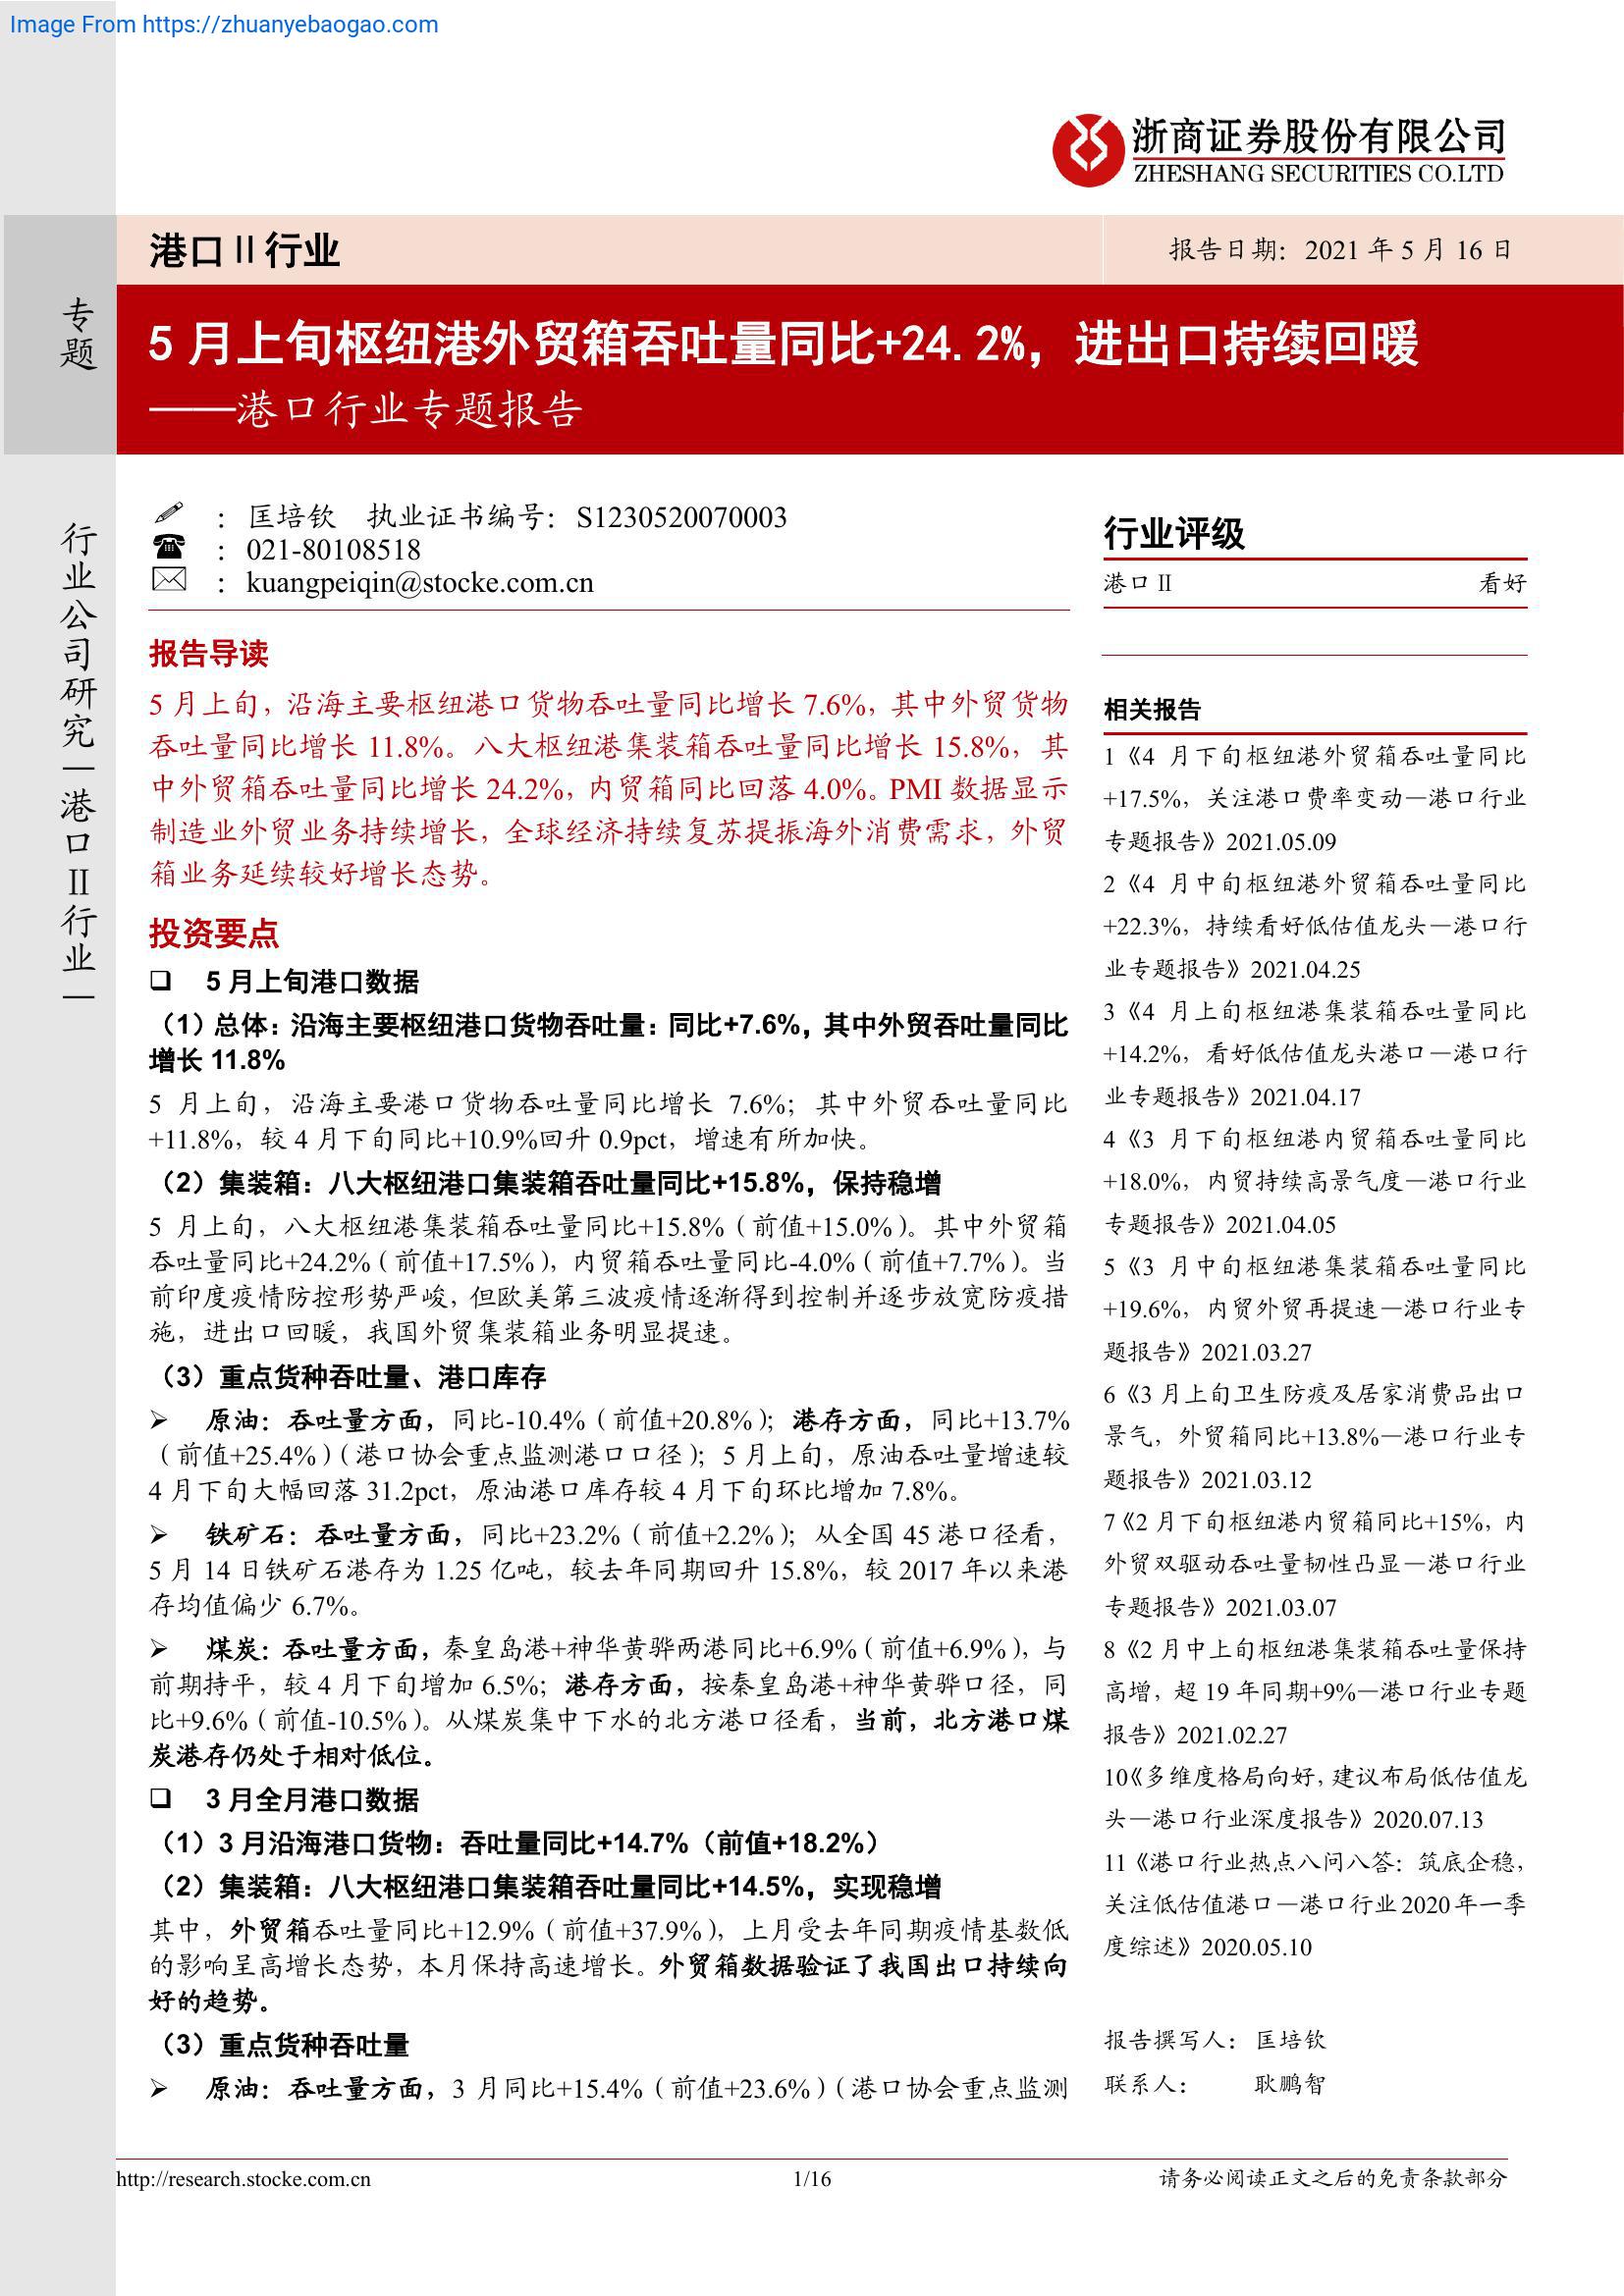 Image From https://zhuanyebaogao.com
浙商证券股份有限公司
ZHESHANG SECURITIES CO.LTD
港口Ⅱ行业
报告日期：2021 年 5 月 16 日
专题
5 月上旬枢纽港外贸箱吞吐量同比+24.2%，进出口持续回暖
——港口行业专题报告
行业公司研究｜港口Ⅱ行业｜
：匡培钦 执业证书编号：S1230520070003
：021-80108518
：kuangpeiqin@stocke.com.cn
报告导读
5 月上旬，沿海主要枢纽港口货物吞吐量同比增长 7.6%，其中外贸货物
吞吐量同比增长 11.8%。八大枢纽港集装箱吞吐量同比增长 15.8%，其
中外贸箱吞吐量同比增长 24.2%，内贸箱同比回落 4.0%。PMI 数据显示
制造业外贸业务持续增长，全球经济持续复苏提振海外消费需求，外贸
箱业务延续较好增长态势。
投资要点
❑ 5 月上旬港口数据
（1）总体：沿海主要枢纽港口货物吞吐量：同比+7.6%，其中外贸吞吐量同比
增长 11.8%
5 月上旬，沿海主要港口货物吞吐量同比增长 7.6%；其中外贸吞吐量同比
+11.8%，较 4 月下旬同比+10.9%回升 0.9pct，增速有所加快。
（2）集装箱：八大枢纽港口集装箱吞吐量同比+15.8%，保持稳增
5 月上旬，八大枢纽港集装箱吞吐量同比+15.8%（前值+15.0%）。其中外贸箱
吞吐量同比+24.2%（前值+17.5%），内贸箱吞吐量同比-4.0%（前值+7.7%）。当
前印度疫情防控形势严峻，但欧美第三波疫情逐渐得到控制并逐步放宽防疫措
施，进出口回暖，我国外贸集装箱业务明显提速。
（3）重点货种吞吐量、港口库存
➢ 原油：吞吐量方面，同比-10.4%（前值+20.8%）；港存方面，同比+13.7%
（前值+25.4%）（港口协会重点监测港口口径）；5 月上旬，原油吞吐量增速较
4 月下旬大幅回落 31.2pct，原油港口库存较 4 月下旬环比增加 7.8%。
➢ 铁矿石：吞吐量方面，同比+23.2%（前值+2.2%）；从全国 45 港口径看，
5 月 14 日铁矿石港存为 1.25 亿吨，较去年同期回升 15.8%，较 2017 年以来港
存均值偏少 6.7%。
➢ 煤炭：吞吐量方面，秦皇岛港+神华黄骅两港同比+6.9%（前值+6.9%），与
前期持平，较 4 月下旬增加 6.5%；港存方面，按秦皇岛港+神华黄骅口径，同
比+9.6%（前值-10.5%）。从煤炭集中下水的北方港口径看，当前，北方港口煤
炭港存仍处于相对低位。
❑ 3 月全月港口数据
（1）3 月沿海港口货物：吞吐量同比+14.7%（前值+18.2%）
（2）集装箱：八大枢纽港口集装箱吞吐量同比+14.5%，实现稳增
其中，外贸箱吞吐量同比+12.9%（前值+37.9%），上月受去年同期疫情基数低
的影响呈高增长态势，本月保持高速增长。外贸箱数据验证了我国出口持续向
好的趋势。
（3）重点货种吞吐量
➢ 原油：吞吐量方面，3 月同比+15.4%（前值+23.6%）（港口协会重点监测
行业评级
港口Ⅱ 看好
相关报告
1《4 月下旬枢纽港外贸箱吞吐量同比
+17.5%，关注港口费率变动—港口行业
专题报告》2021.05.09
2《4 月中旬枢纽港外贸箱吞吐量同比
+22.3%，持续看好低估值龙头—港口行
业专题报告》2021.04.25
3《4 月上旬枢纽港集装箱吞吐量同比
+14.2%，看好低估值龙头港口—港口行
业专题报告》2021.04.17
4《3 月下旬枢纽港内贸箱吞吐量同比
+18.0%，内贸持续高景气度—港口行业
专题报告》2021.04.05
5《3 月中旬枢纽港集装箱吞吐量同比
+19.6%，内贸外贸再提速—港口行业专
题报告》2021.03.27
6《3 月上旬卫生防疫及居家消费品出口
景气，外贸箱同比+13.8%—港口行业专
题报告》2021.03.12
7《2 月下旬枢纽港内贸箱同比+15%，内
外贸双驱动吞吐量韧性凸显—港口行业
专题报告》2021.03.07
8《2 月中上旬枢纽港集装箱吞吐量保持
高增，超 19 年同期+9%—港口行业专题
报告》2021.02.27
10《多维度格局向好，建议布局低估值龙
头—港口行业深度报告》2020.07.13
11《港口行业热点八问八答：筑底企稳，
关注低估值港口—港口行业 2020 年一季
度综述》2020.05.10
报告撰写人：匡培钦
联系人： 耿鹏智
http://research.stocke.com.cn
1/16
请务必阅读正文之后的免责条款部分